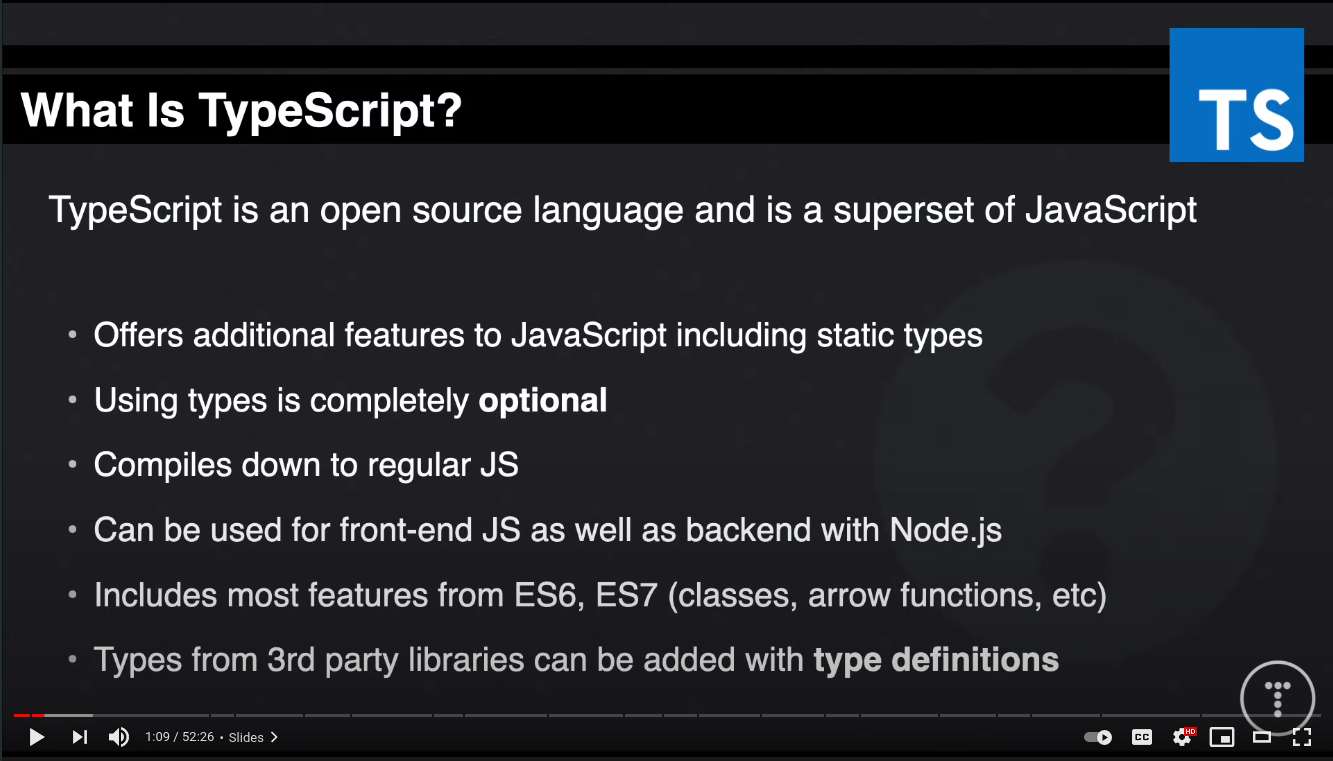 TS
What Is TypeScript?
TypeScript is an open source language and is a superset of JavaScript
• Offers additional features to JavaScript including static types
• Using types is completely optional
• Compiles down to regular JS
• Can be used for front-end JS as well as backend with Node.js
• Includes most features from ES6, ES7 (classes, arrow functions, etc)
• Types from 3rd party libraries can be added with type definitions
1:09 / 52:26 • Slides CC HD